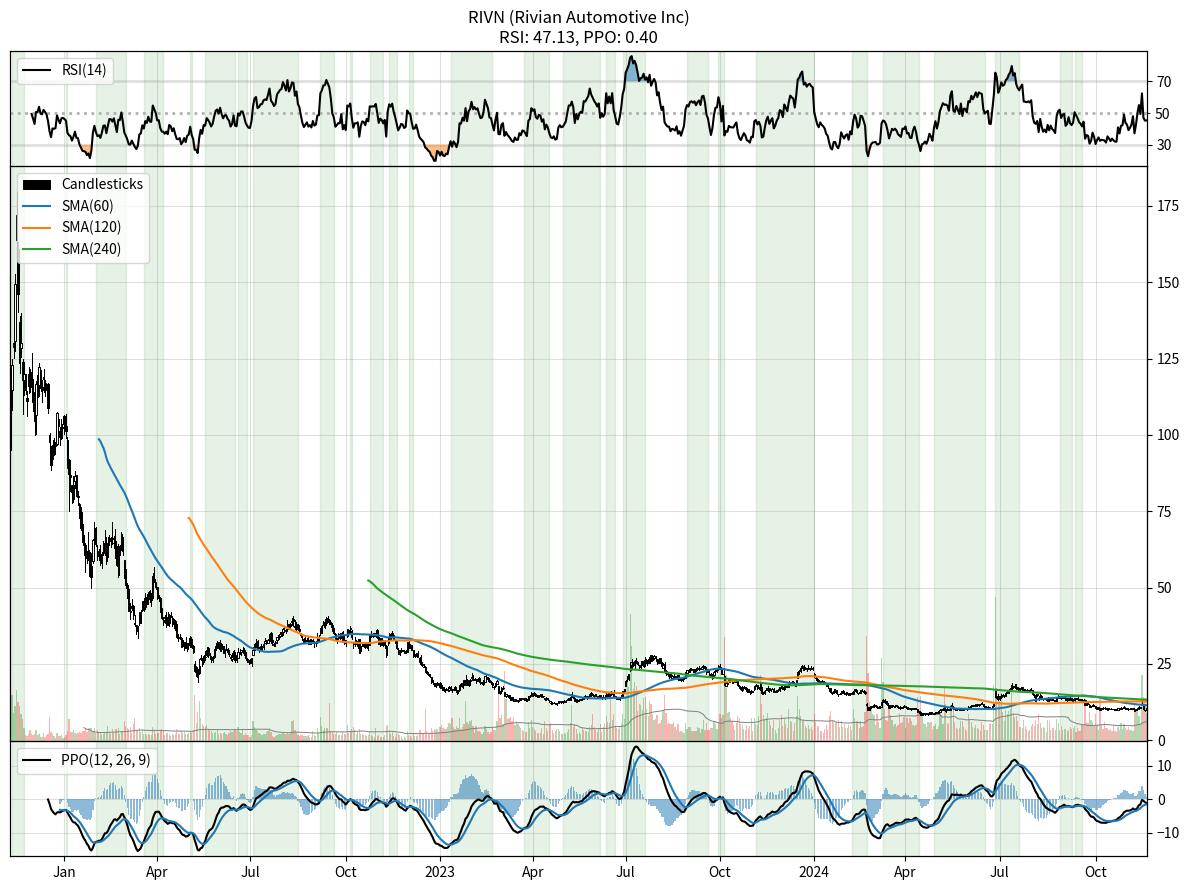 RIVN (Rivian Automotive Inc)
RSI: 47.13, PPO: 0.40
RSI(14)
70
50
30
Candlesticks
SMA(60)
SMA(120)
SMA(240)
175
150
125
100
75
50
25
0
PPO(12, 26, 9)
10
0
−10
Jan Apr Jul Oct 2023 Apr Jul Oct 2024 Apr Jul Oct